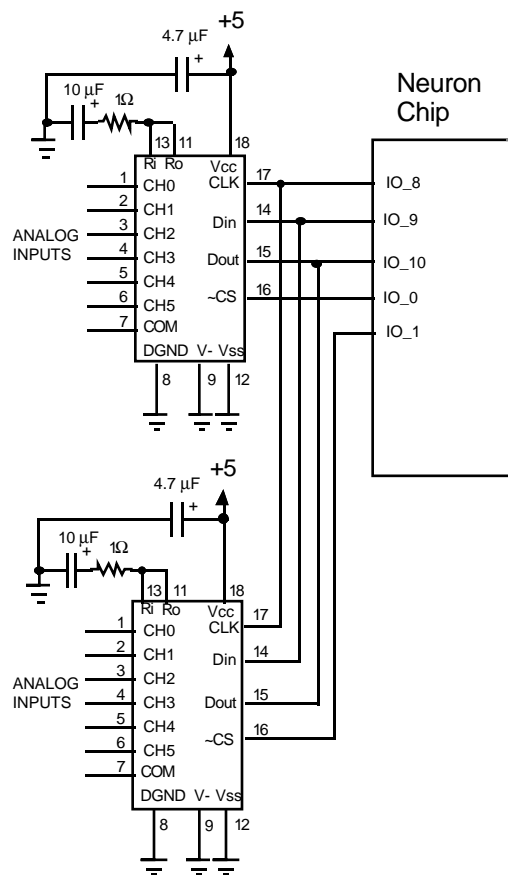 +5
4.7 µF
+
10 µF
+
1Ω
Neuron
Chip
13 11 18
Ri Ro Vcc
CLK 17 IO_8
Din 14 IO_9
Dout 15 IO_10
~CS 16 IO_0
IO_1
1 CH0
2 CH1
3 CH2
4 CH3
5 CH4
6 CH5
7 COM
ANALOG
INPUTS
DGND V- Vss
8 9 12
+5
4.7 µF
+
10 µF
+
1Ω
13 11 18
Ri Ro Vcc
CLK 17
Din 14
Dout 15
~CS 16
1 CH0
2 CH1
3 CH2
4 CH3
5 CH4
6 CH5
7 COM
ANALOG
INPUTS
DGND V- Vss
8 9 12